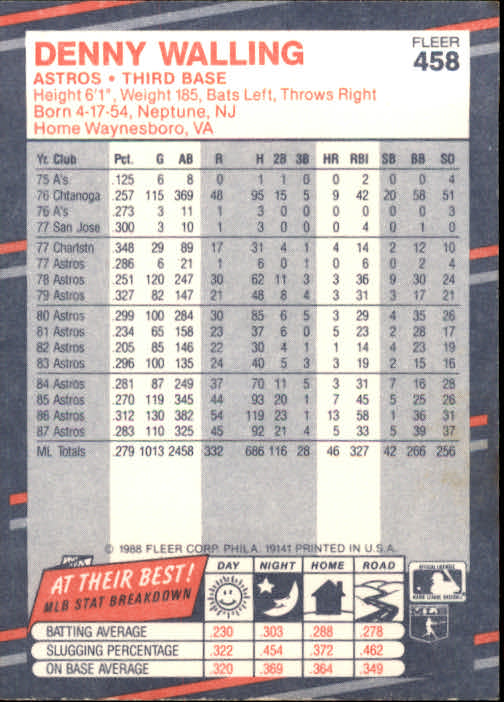 DENNY WALLING
FLEER
458
ASTROS • THIRD BASE
Height 6'1", Weight 185, Bats Left, Throws Right
Born 4-17-54, Neptune, NJ
Home Waynesboro, VA
Yr. Club Pct. G AB R H 2B 3B HR RBI SB BB SO
75 A's .125 6 8 0 1 1 0 0 2 0 0 4
76 Chtanoga .257 115 369 48 95 15 5 9 42 20 58 51
76 A's .273 3 11 1 3 0 0 0 0 0 0 3
77 San Jose .300 3 10 1 3 0 0 0 4 0 1 0
77 Charlstn .348 29 89 17 31 4 1 4 14 2 12 10
77 Astros .286 6 21 1 6 0 1 0 6 0 2 4
78 Astros .251 120 247 30 62 11 3 3 36 9 30 24
79 Astros .327 82 147 21 48 8 4 3 31 3 17 21
80 Astros .299 100 284 30 85 6 5 3 29 4 35 26
81 Astros .234 65 158 23 37 6 0 5 23 2 28 17
82 Astros .205 85 146 22 30 4 1 1 14 4 23 19
83 Astros .296 100 135 24 40 5 3 3 19 2 15 16
84 Astros .281 87 249 37 70 11 5 3 31 7 16 28
85 Astros .270 119 345 44 93 20 1 7 45 5 25 26
86 Astros .312 130 382 54 119 23 1 13 58 1 36 31
87 Astros .283 110 325 45 92 21 4 5 33 5 39 37
ML Totals .279 1013 2458 332 686 116 28 46 327 42 266 256
© 1988 FLEER CORP. PHILA. 19141 PRINTED IN U.S.A.
AT THEIR BEST!
MLB STAT BREAKDOWN
DAY NIGHT HOME ROAD
BATTING AVERAGE .230 .303 .288 .278
SLUGGING PERCENTAGE .322 .454 .372 .462
ON BASE AVERAGE .320 .369 .364 .349
OFFICIAL LICENSEE
MAJOR LEAGUE BASEBALL